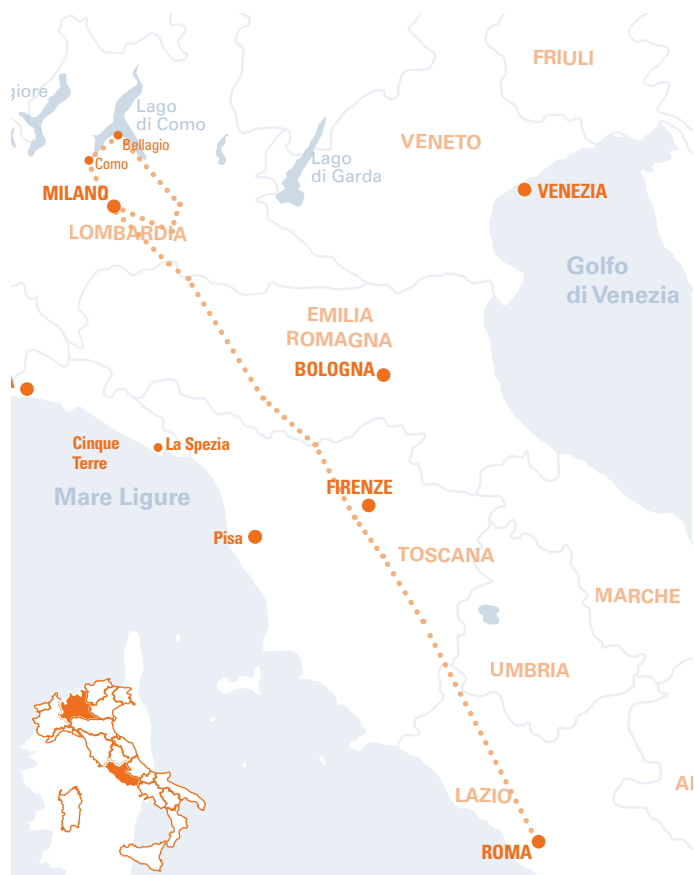 FRIULI
giore
Lago
di Como
Bellagio
VENETO
Como
Lago
di Garda
MILANO
VENEZIA
LOMBARDIA
Golfo
di Venezia
EMILIA
ROMAGNA
BOLOGNA
Cinque
Terre
La Spezia
FIRENZE
Mare Ligure
Pisa
TOSCANA
MARCHE
UMBRIA
LAZIO
ROMA